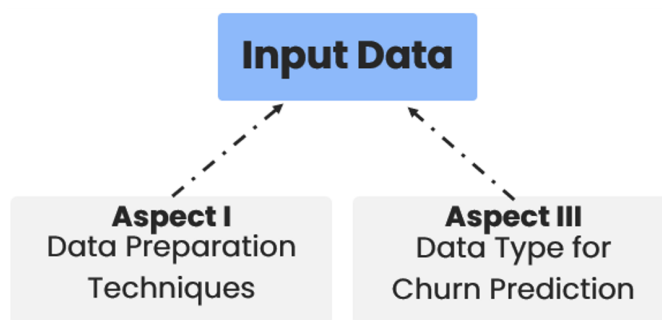 Input Data
Aspect I
Data Preparation
Techniques
Aspect III
Data Type for
Churn Prediction